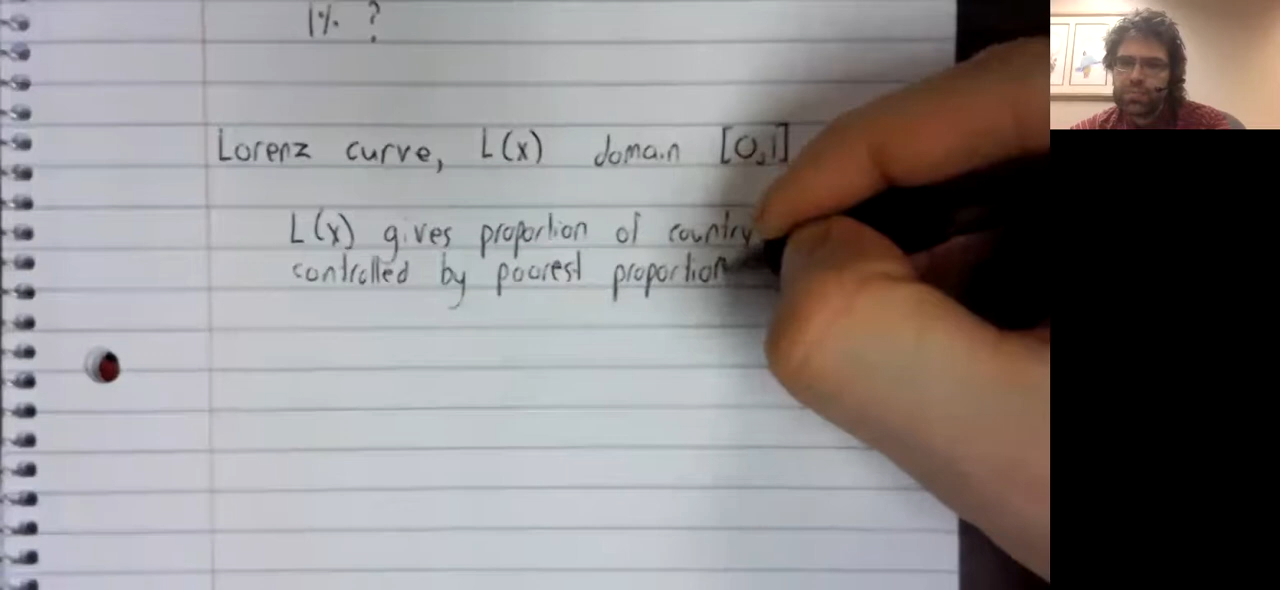 1% ?
Lorenz curve, L(x) domain [0,1]
L(x) gives proportion of country
controlled by poorest proportion